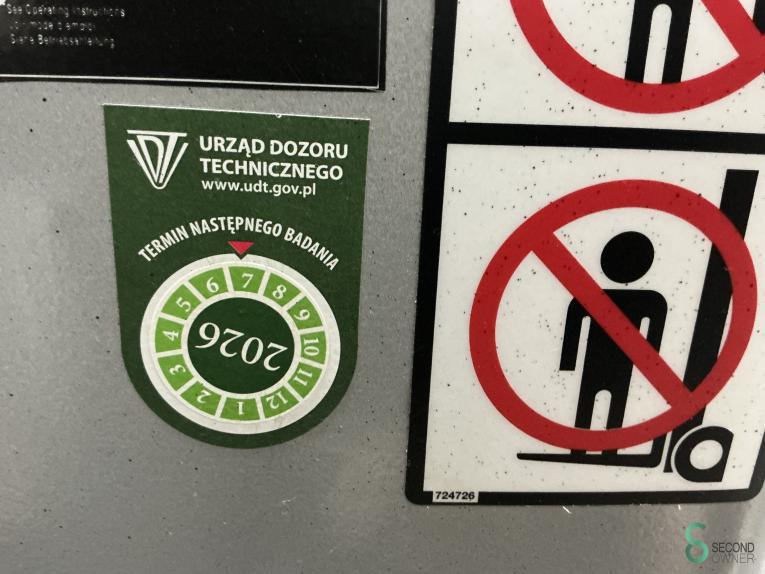 See Operating Instructions
Siehe Betriebsanleitung
UDT
URZĄD DOZORU
TECHNICZNEGO
www.udt.gov.pl
TERMIN NASTĘPNEGO BADANIA
1 2 3 4 5 6 7 8 9 10 11 12
2026
724726
SECOND
OWNER